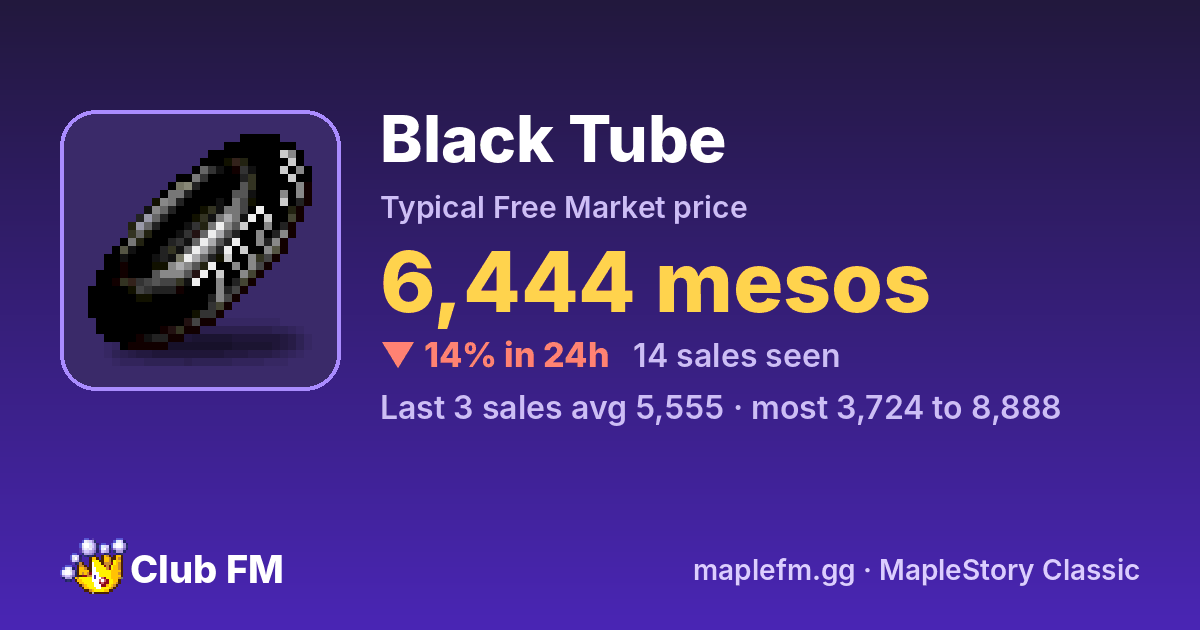 Black Tube
Typical Free Market price
6,444 mesos
▼ 14% in 24h 14 sales seen
Last 3 sales avg 5,555 · most 3,724 to 8,888
Club FM
maplefm.gg · MapleStory Classic